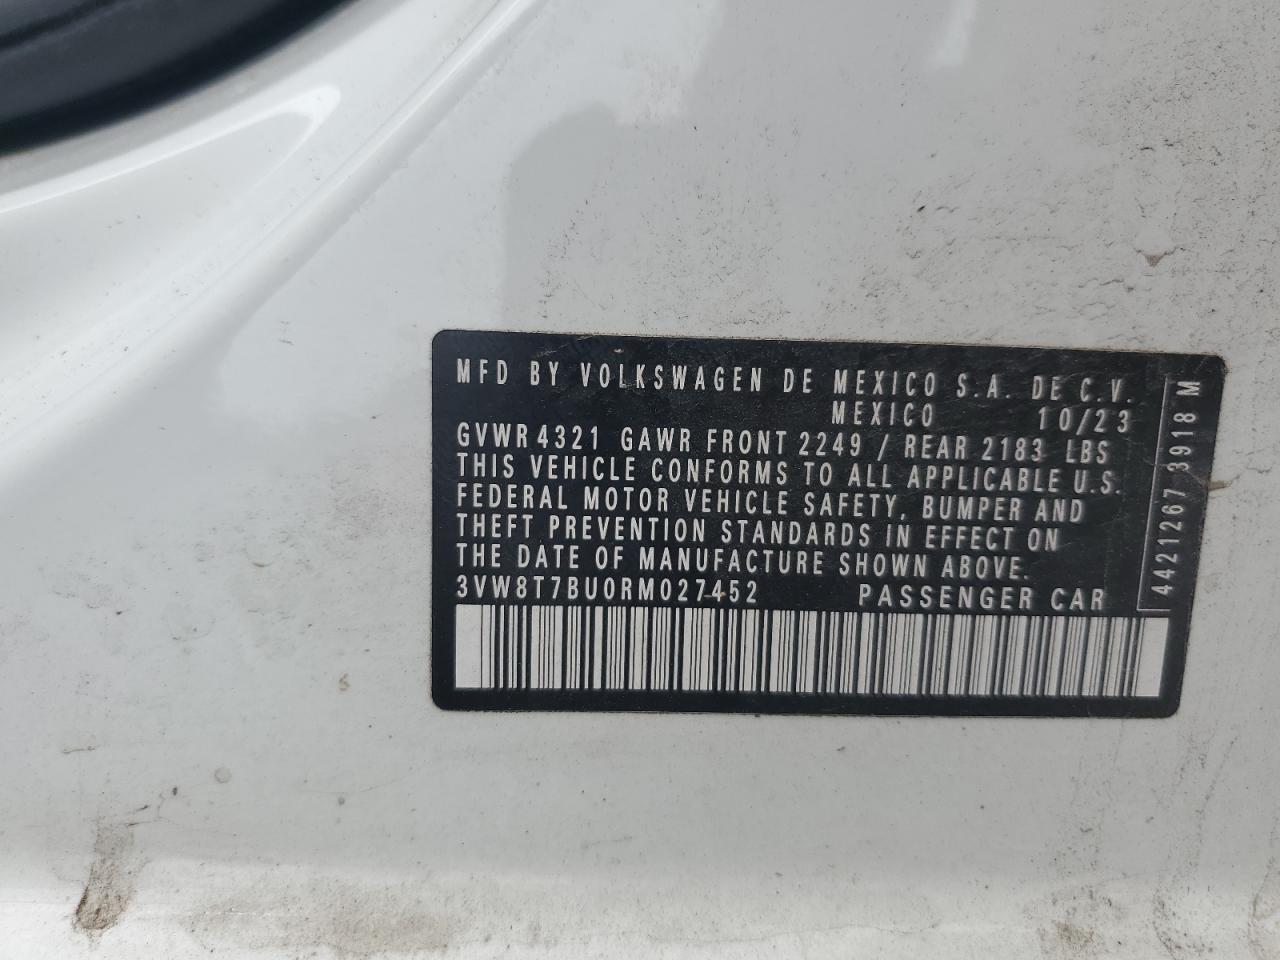 MFD BY VOLKSWAGEN DE MEXICO S.A. DE C.V.
MEXICO 10/23
GVWR 4321 GAWR FRONT 2249 / REAR 2183 LBS
THIS VEHICLE CONFORMS TO ALL APPLICABLE U.S.
FEDERAL MOTOR VEHICLE SAFETY, BUMPER AND
THEFT PREVENTION STANDARDS IN EFFECT ON
THE DATE OF MANUFACTURE SHOWN ABOVE.
3VW8T7BU0RM027452 PASSENGER CAR
4421267 3918 M